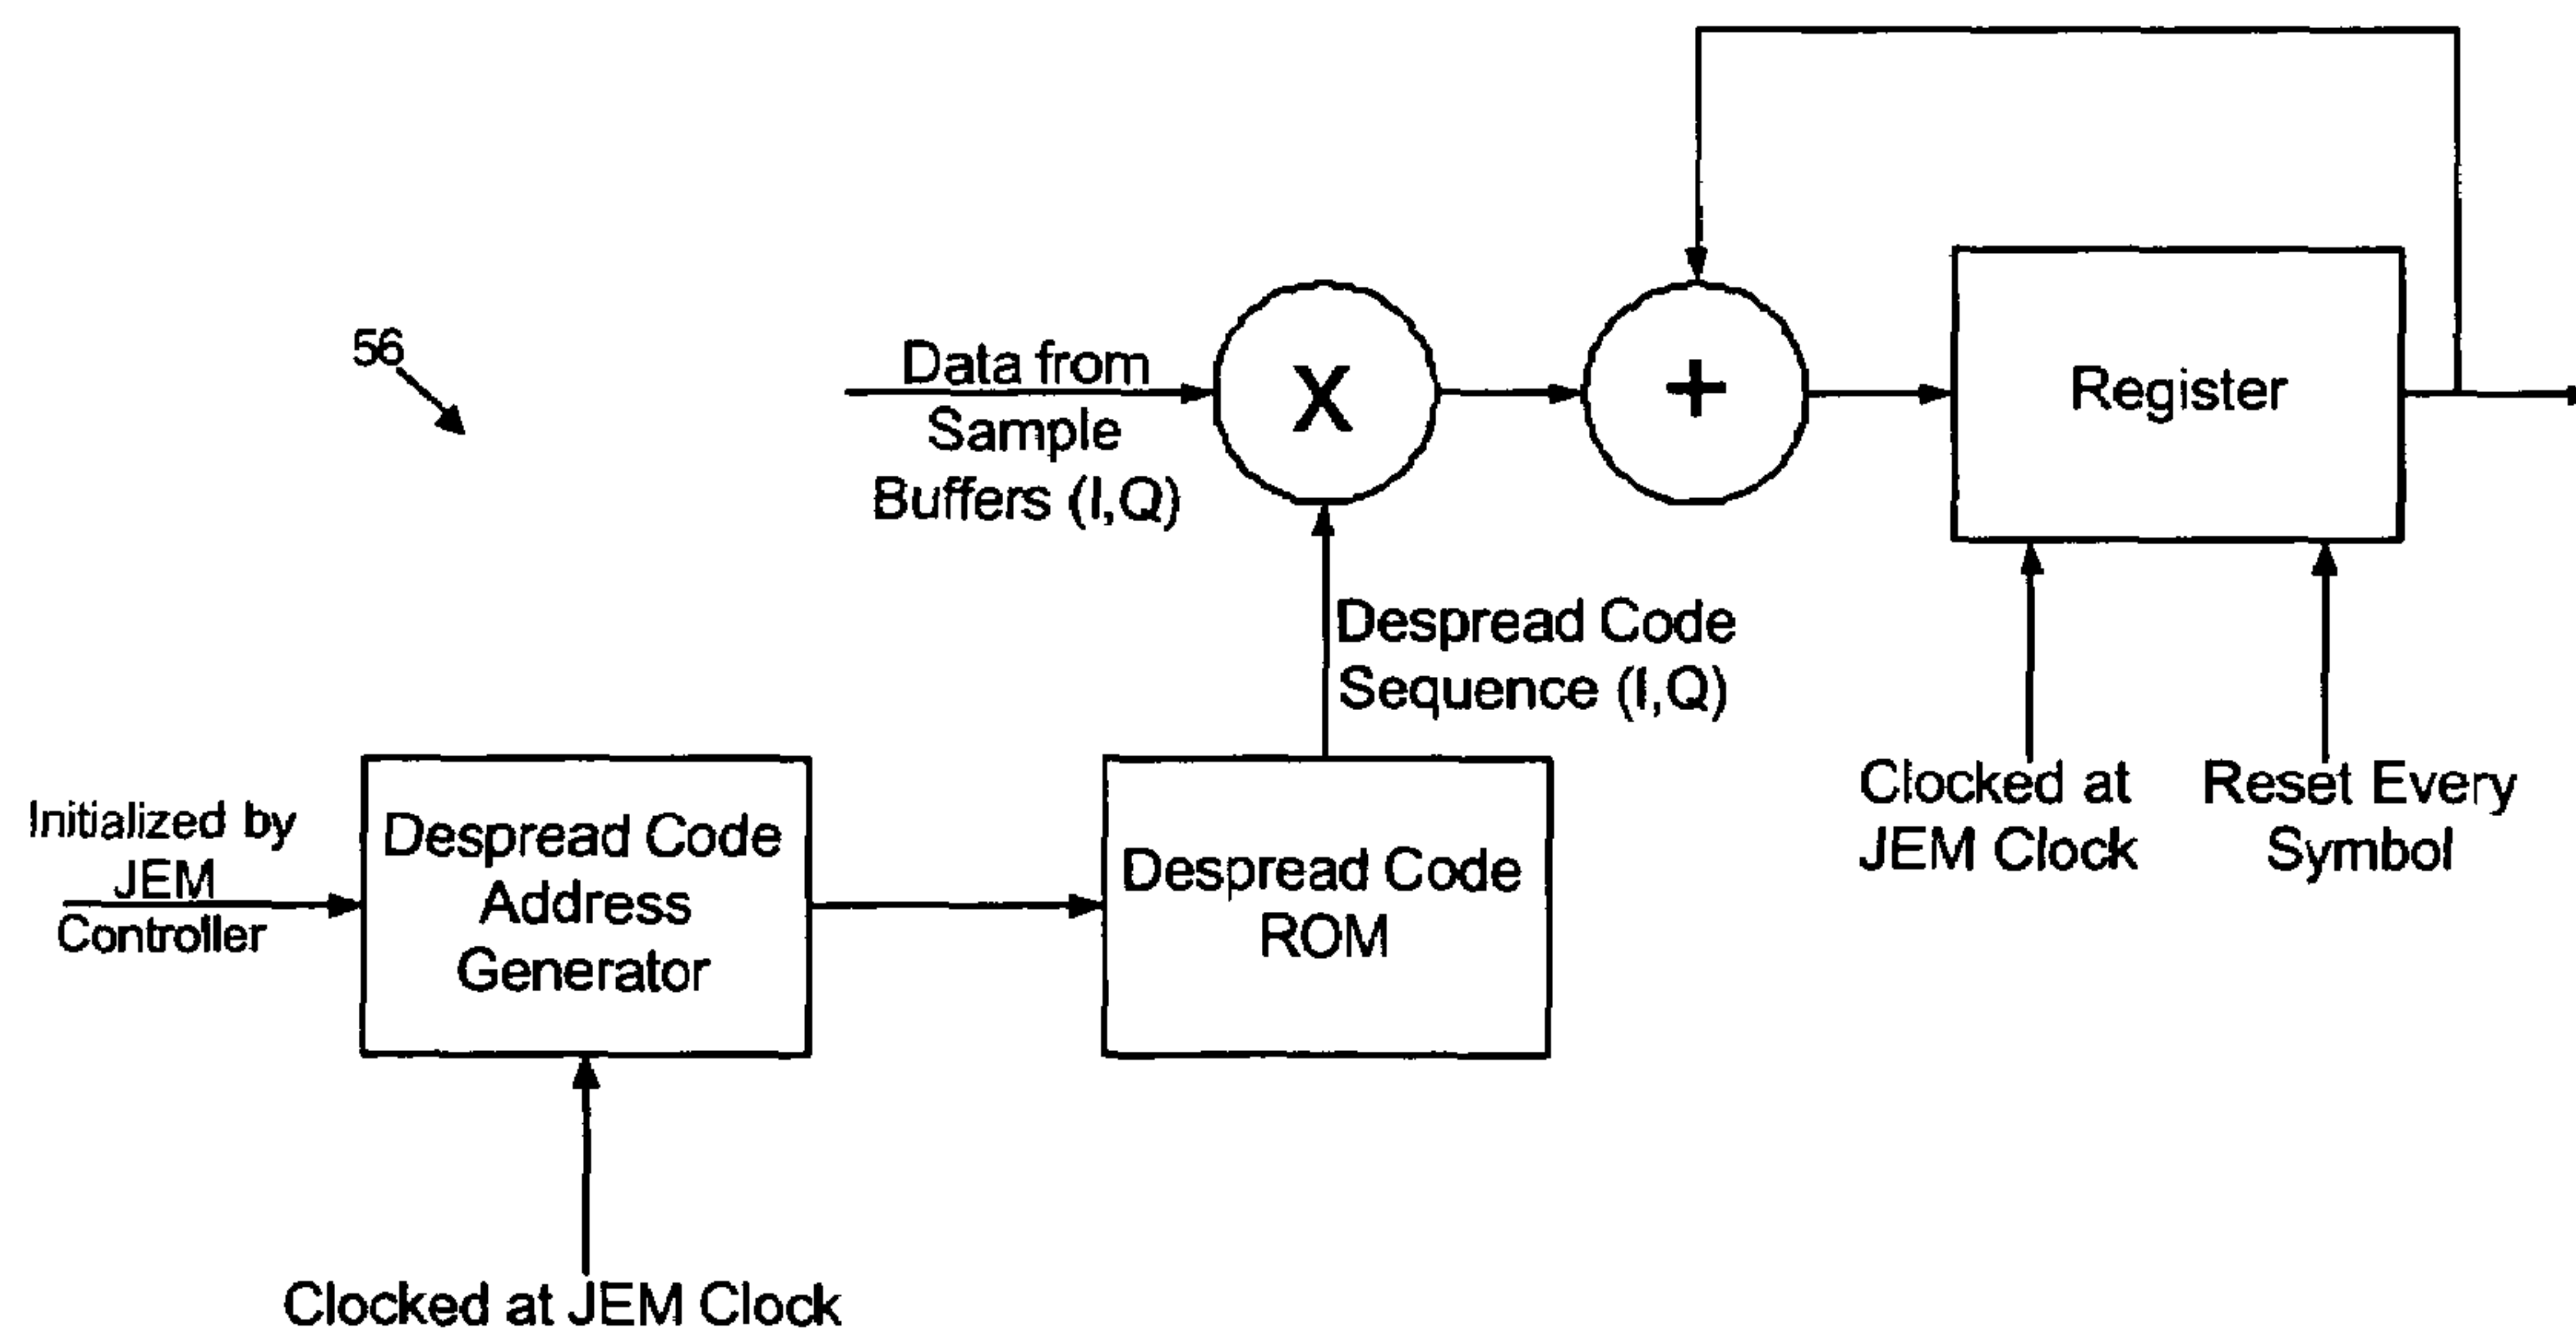 56
Data from
Sample
Buffers (I,Q)
X
+
Register
Despread Code
Sequence (I,Q)
Clocked at
JEM Clock
Reset Every
Symbol
Initialized by
JEM
Controller
Despread Code
Address
Generator
Despread Code
ROM
Clocked at JEM Clock